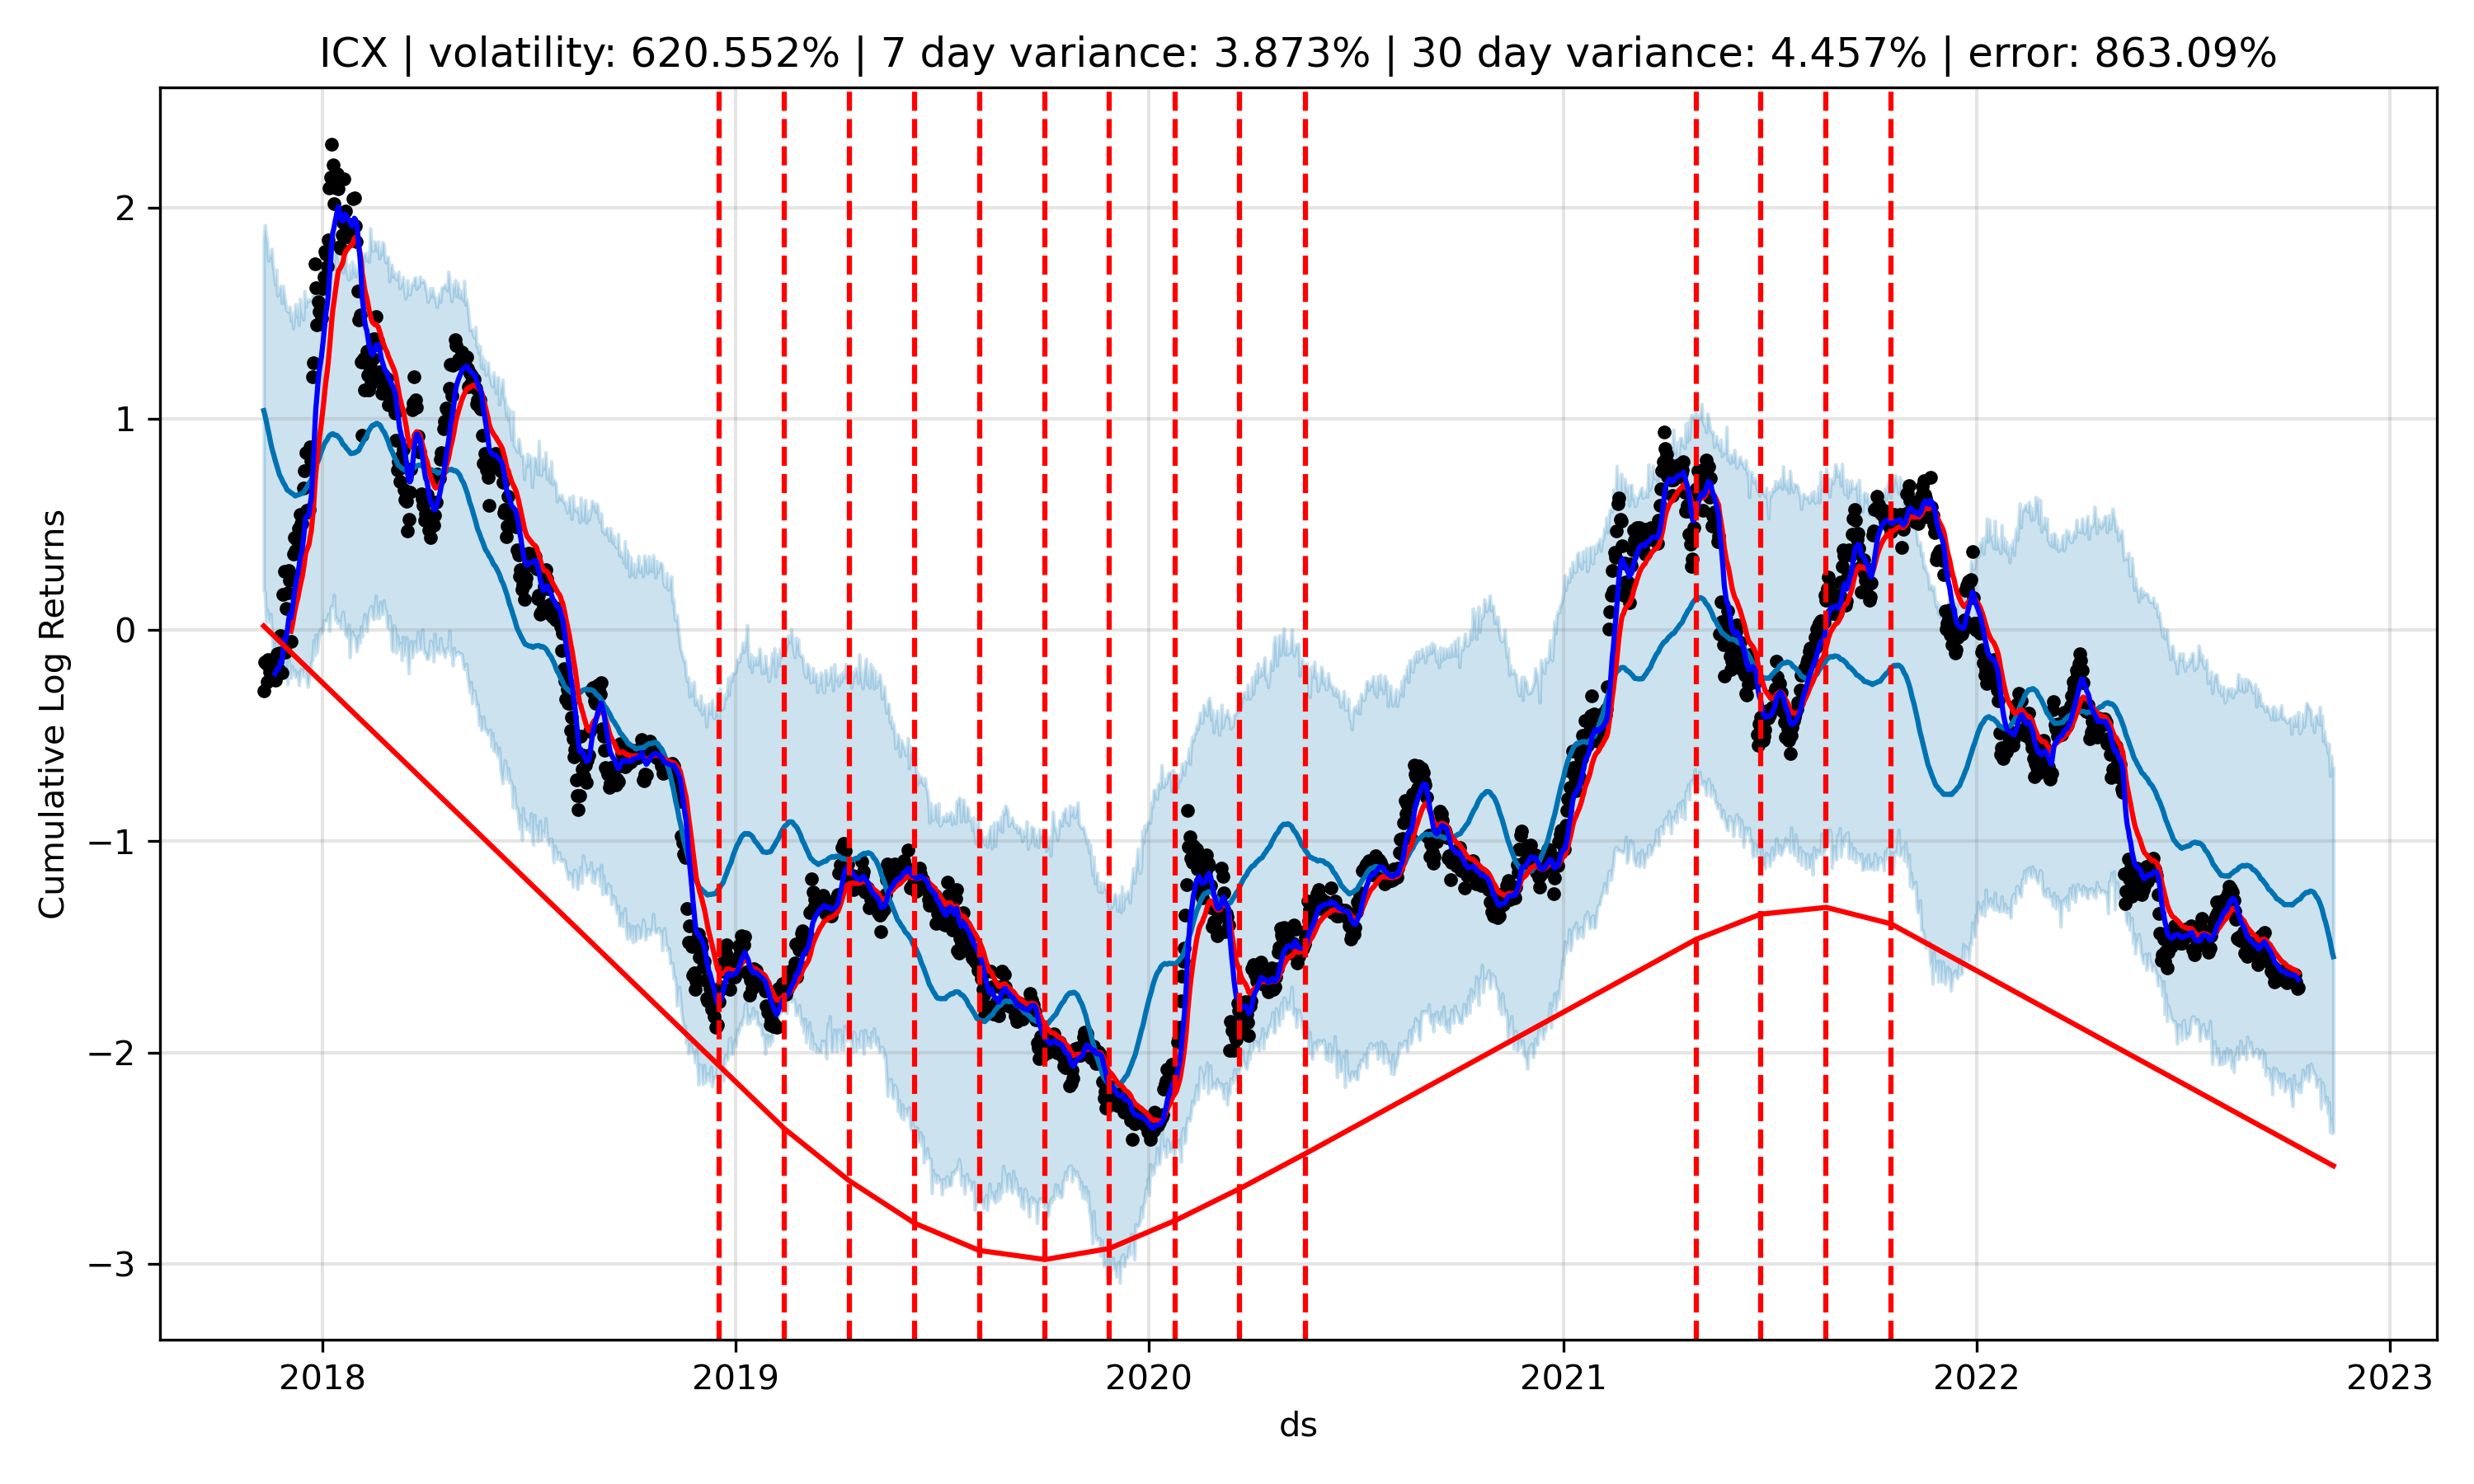 ICX | volatility: 620.552% | 7 day variance: 3.873% | 30 day variance: 4.457% | error: 863.09%
Cumulative Log Returns
2
1
0
−1
−2
−3
2018 2019 2020 2021 2022 2023
ds